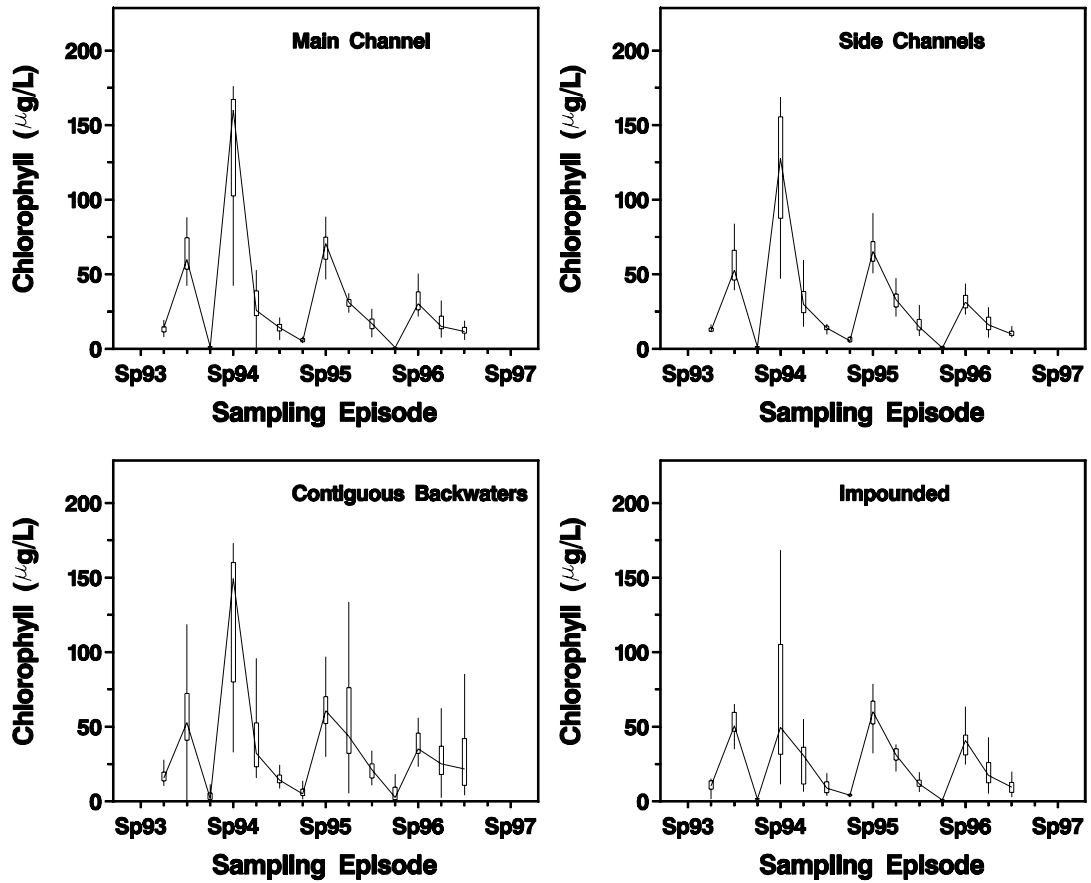 Main Channel
Chlorophyll (μg/L)
200
150
100
50
0
Sp93 Sp94 Sp95 Sp96 Sp97
Sampling Episode
Side Channels
Chlorophyll (μg/L)
200
150
100
50
0
Sp93 Sp94 Sp95 Sp96 Sp97
Sampling Episode
Contiguous Backwaters
Chlorophyll (μg/L)
200
150
100
50
0
Sp93 Sp94 Sp95 Sp96 Sp97
Sampling Episode
Impounded
Chlorophyll (μg/L)
200
150
100
50
0
Sp93 Sp94 Sp95 Sp96 Sp97
Sampling Episode